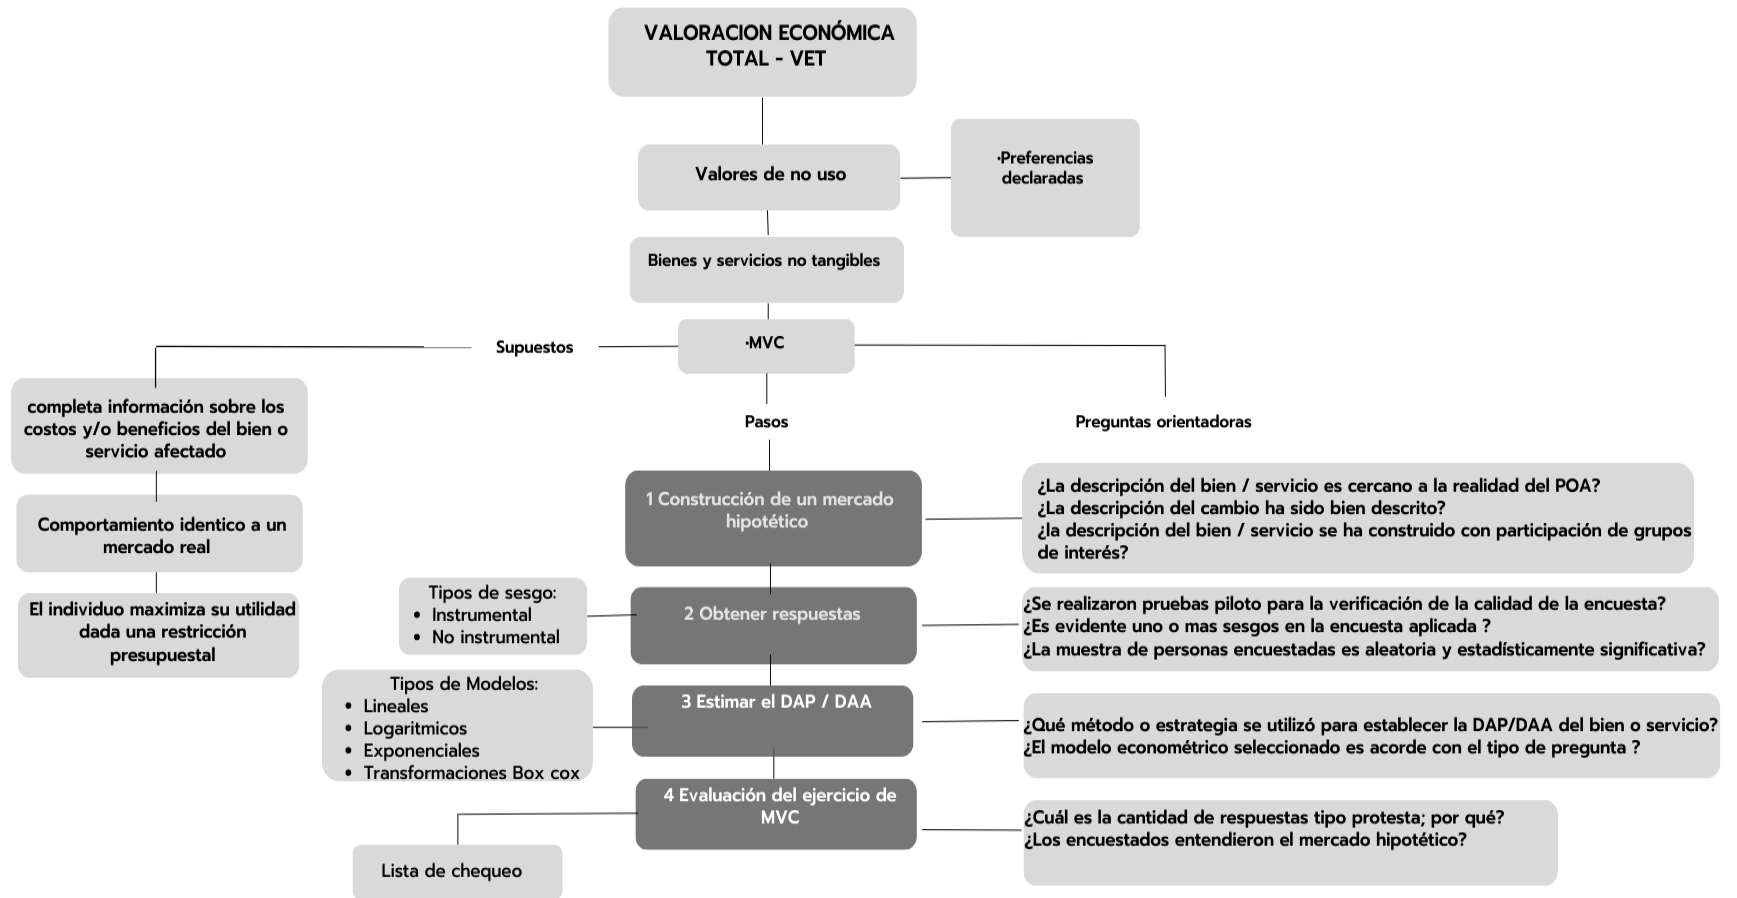 VALORACION ECONÓMICA
TOTAL - VET
Valores de no uso
·Preferencias
declaradas
Bienes y servicios no tangibles
·MVC
Supuestos
completa información sobre los
costos y/o beneficios del bien o
servicio afectado
Comportamiento identico a un
mercado real
El individuo maximiza su utilidad
dada una restricción
presupuestal
Pasos
Preguntas orientadoras
1 Construcción de un mercado
hipotético
¿La descripción del bien / servicio es cercano a la realidad del POA?
¿La descripción del cambio ha sido bien descrito?
¿la descripción del bien / servicio se ha construido con participación de grupos
de interés?
Tipos de sesgo:
• Instrumental
• No instrumental
2 Obtener respuestas
¿Se realizaron pruebas piloto para la verificación de la calidad de la encuesta?
¿Es evidente uno o mas sesgos en la encuesta aplicada ?
¿La muestra de personas encuestadas es aleatoria y estadísticamente significativa?
Tipos de Modelos:
• Lineales
• Logaritmicos
• Exponenciales
• Transformaciones Box cox
3 Estimar el DAP / DAA
¿Qué método o estrategia se utilizó para establecer la DAP/DAA del bien o servicio?
¿El modelo econométrico seleccionado es acorde con el tipo de pregunta ?
4 Evaluación del ejercicio de
MVC
¿Cuál es la cantidad de respuestas tipo protesta; por qué?
¿Los encuestados entendieron el mercado hipotético?
Lista de chequeo